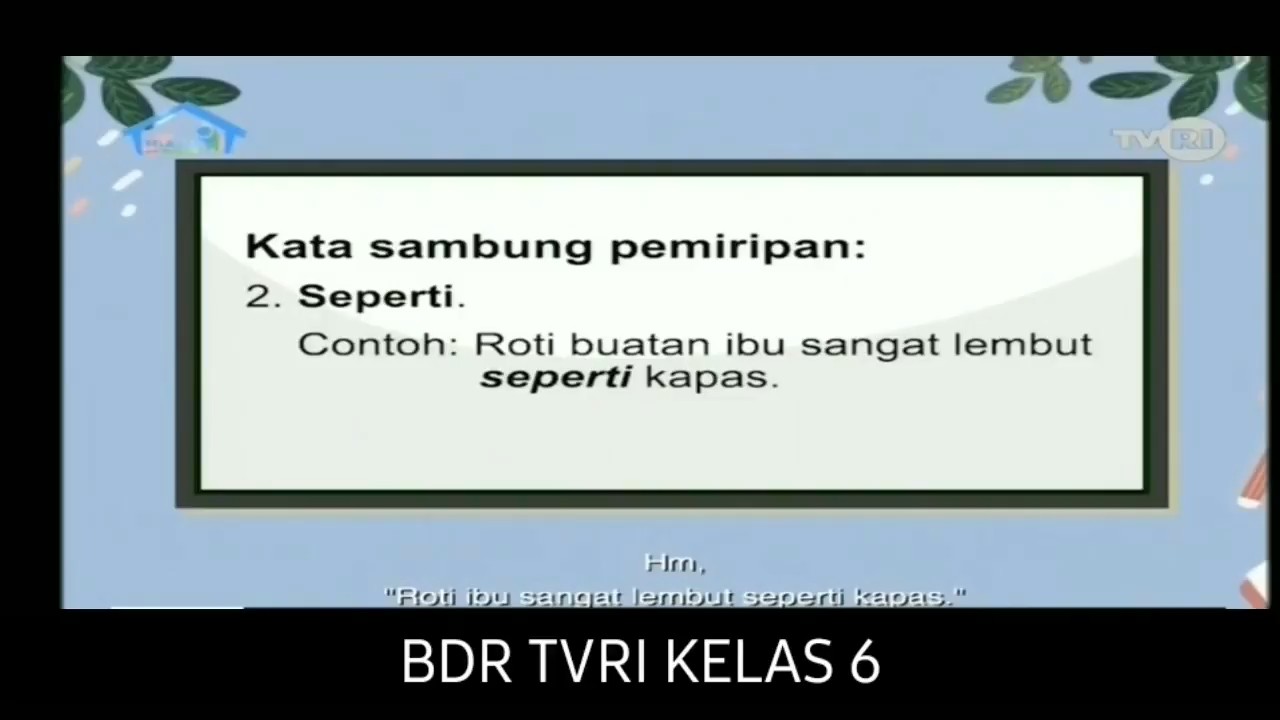 TVRI
Kata sambung pemiripan:
2. Seperti.
Contoh: Roti buatan ibu sangat lembut
seperti kapas.
Hm,
"Roti ibu sangat lembut seperti kapas."
BDR TVRI KELAS 6